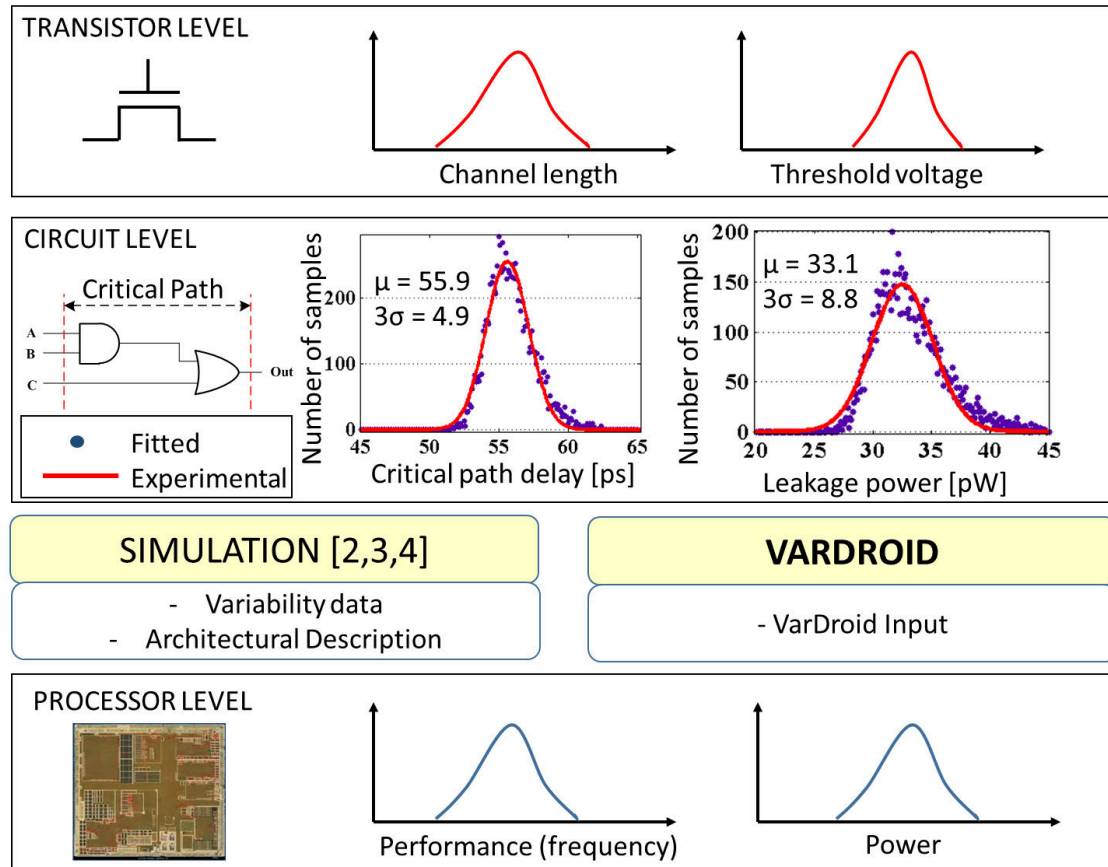 TRANSISTOR LEVEL
Channel length
Threshold voltage
CIRCUIT LEVEL
Critical Path
A
B
C
Out
Fitted
Experimental
Number of samples
200
100
0
μ = 55.9
3σ = 4.9
45 50 55 60 65
Critical path delay [ps]
Number of samples
200
150
100
50
0
μ = 33.1
3σ = 8.8
20 25 30 35 40 45
Leakage power [pW]
SIMULATION [2,3,4]
- Variability data
- Architectural Description
VARDROID
- VarDroid Input
PROCESSOR LEVEL
Performance (frequency)
Power